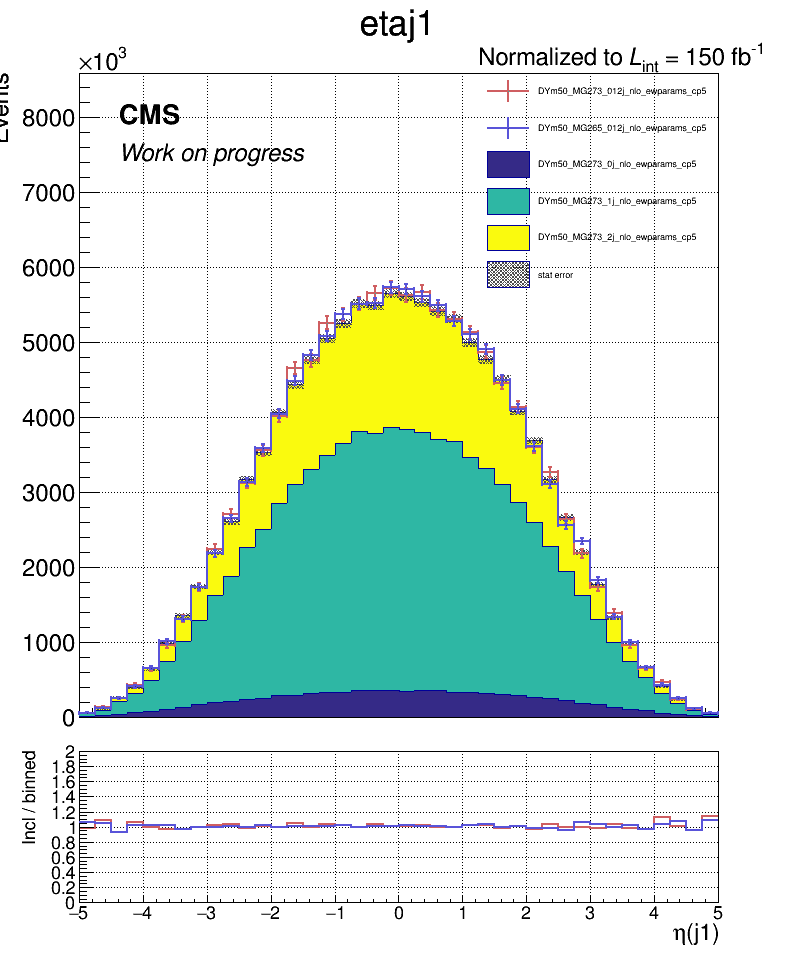 etaj1
×10³
Normalized to L_int = 150 fb⁻¹
Events
CMS
Work on progress
DYm50_MG273_012j_nlo_ewparams_cp5
DYm50_MG265_012j_nlo_ewparams_cp5
DYm50_MG273_0j_nlo_ewparams_cp5
DYm50_MG273_1j_nlo_ewparams_cp5
DYm50_MG273_2j_nlo_ewparams_cp5
stat error
8000
7000
6000
5000
4000
3000
2000
1000
0
Incl / binned
2
1.8
1.6
1.4
1.2
1
0.8
0.6
0.4
0.2
0
−5 −4 −3 −2 −1 0 1 2 3 4 5
η(j1)